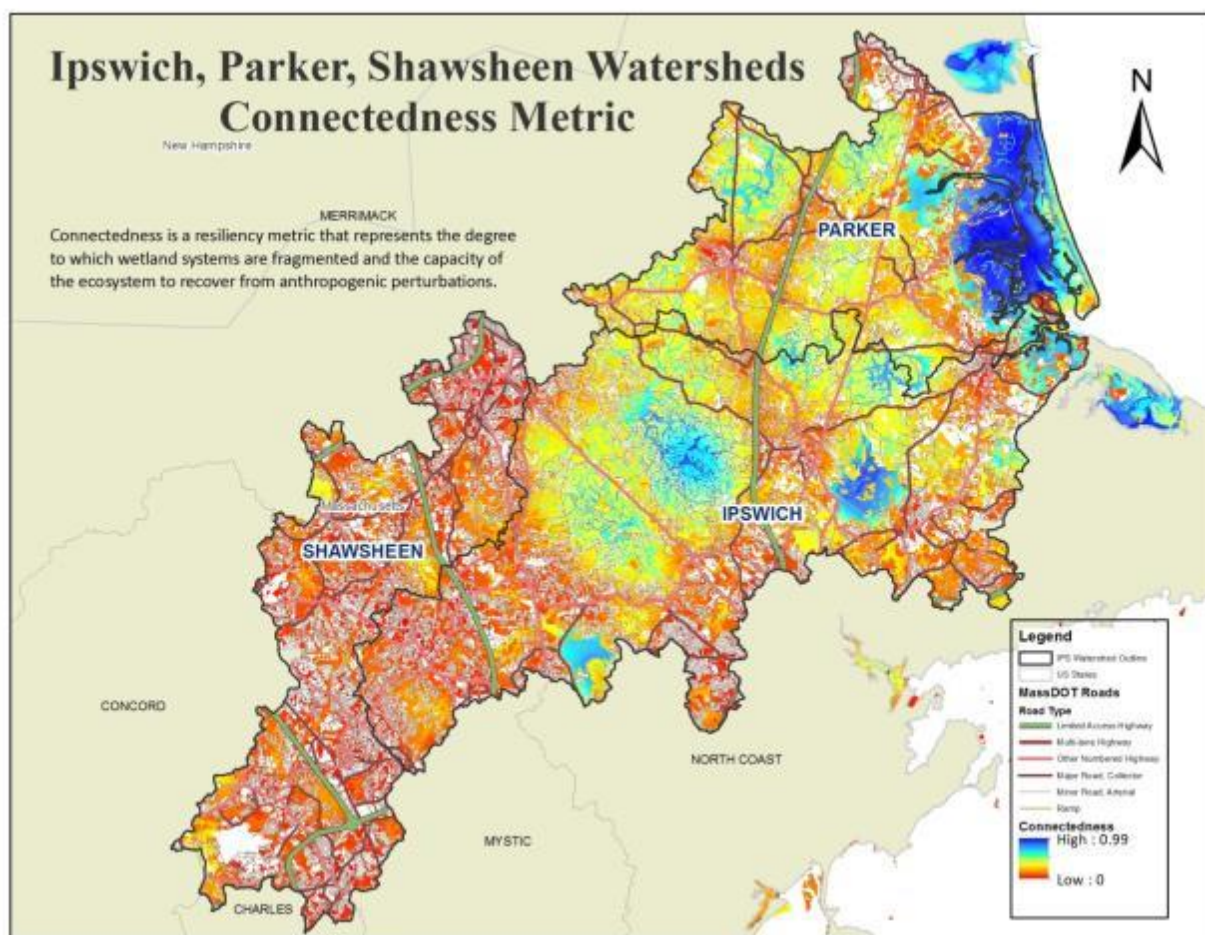 Ipswich, Parker, Shawsheen Watersheds
Connectedness Metric
New Hampshire
MERRIMACK
Connectedness is a resiliency metric that represents the degree
to which wetland systems are fragmented and the capacity of
the ecosystem to recover from anthropogenic perturbations.
N
PARKER
IPSWICH
Massachusetts
SHAWSHEEN
CONCORD
NORTH COAST
MYSTIC
CHARLES
Legend
IPS Watershed Outline
US States
MassDOT Roads
Road Type
Limited Access Highway
Multi-lane Highway
Other Numbered Highway
Major Road, Collector
Minor Road, Arterial
Ramp
Connectedness
High : 0.99
Low : 0